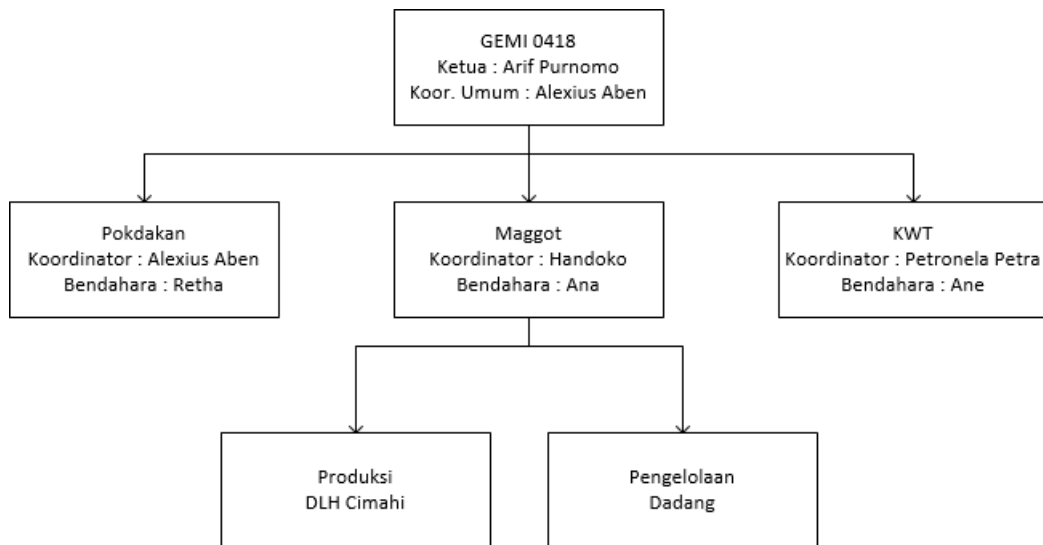 GEMI 0418
Ketua : Arif Purnomo
Koor. Umum : Alexius Aben
Pokdakan
Koordinator : Alexius Aben
Bendahara : Retha
Maggot
Koordinator : Handoko
Bendahara : Ana
KWT
Koordinator : Petronela Petra
Bendahara : Ane
Produksi
DLH Cimahi
Pengelolaan
Dadang